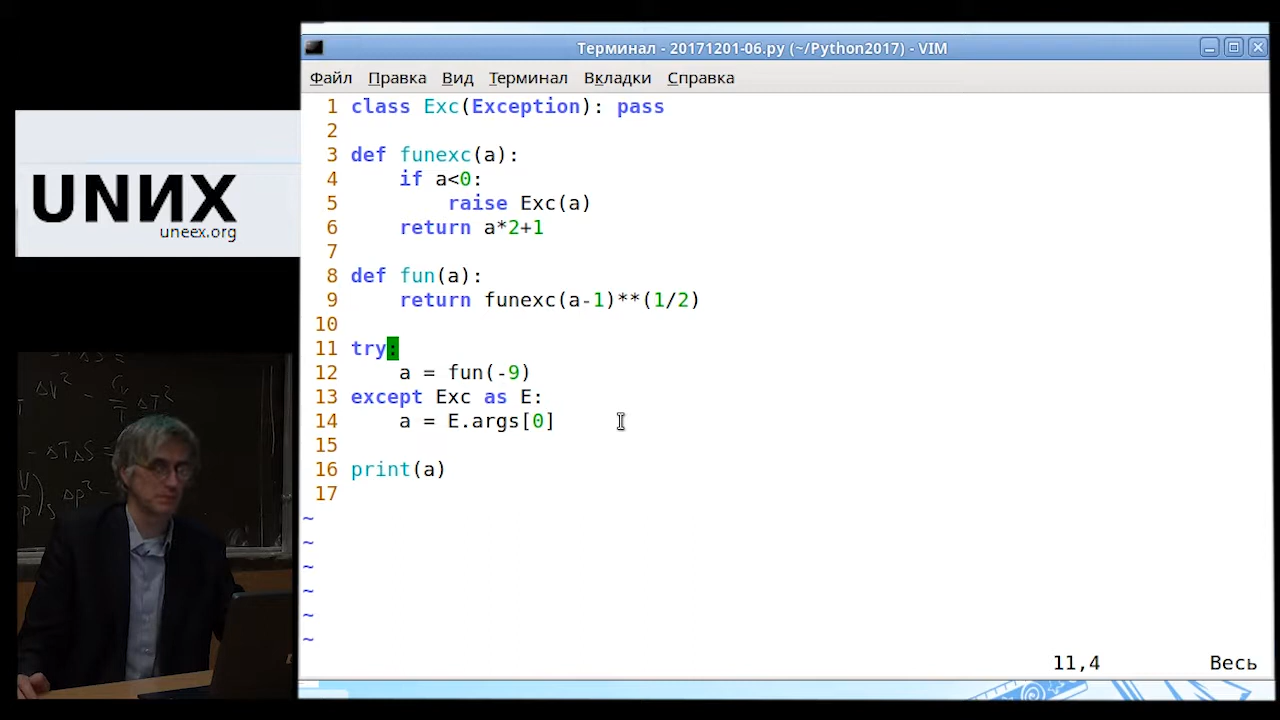 Терминал - 20171201-06.py (~/Python2017) - VIM
Файл Правка Вид Терминал Вкладки Справка
1 class Exc(Exception): pass
2
3 def funexc(a):
4     if a<0:
5         raise Exc(a)
6     return a*2+1
7
8 def fun(a):
9     return funexc(a-1)**(1/2)
10
11 try:
12     a = fun(-9)
13 except Exc as E:
14     a = E.args[0]
15
16 print(a)
17
~
~
~
~
~
~
11,4 Весь
UNИX
uneex.org